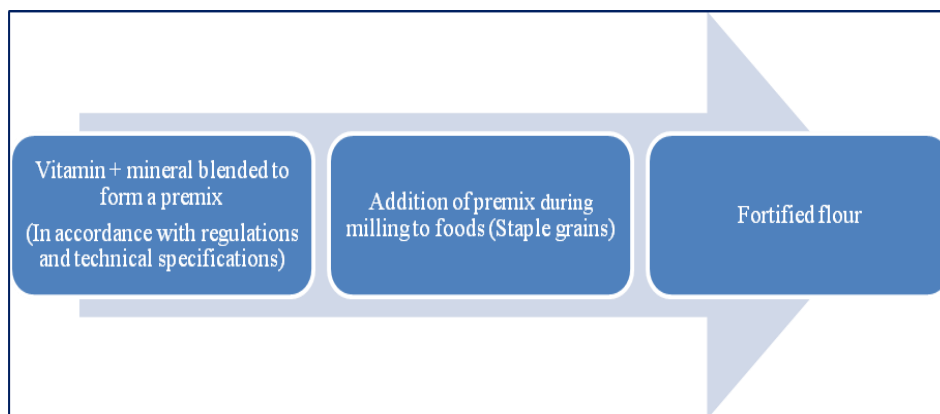 Vitamin + mineral blended to
form a premix
(In accordance with regulations
and technical specifications)
Addition of premix during
milling to foods (Staple grains)
Fortified flour